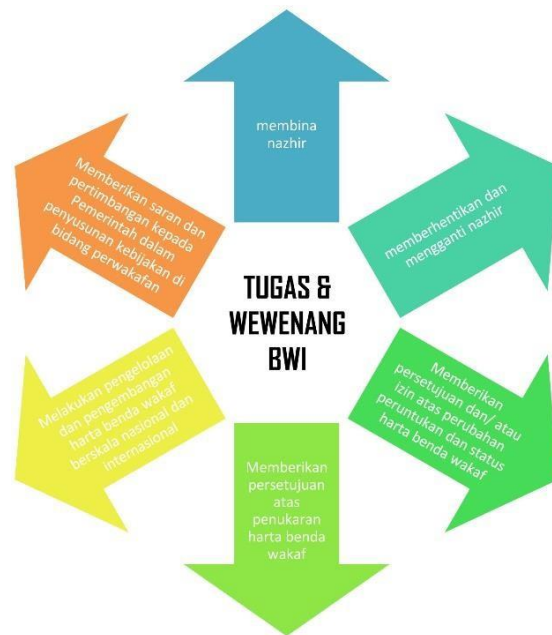 TUGAS &
WEWENANG
BWI
membina
nazhir
memberhentikan dan
mengganti nazhir
Memberikan
persetujuan dan/ atau
izin atas perubahan
peruntukan dan status
harta benda wakaf
Memberikan
persetujuan
atas
penukaran
harta benda
wakaf
Melakukan pengelolaan
dan pengembangan
harta benda wakaf
berskala nasional dan
internasional
Memberikan saran dan
pertimbangan kepada
Pemerintah dalam
penyusunan kebijakan di
bidang perwakafan